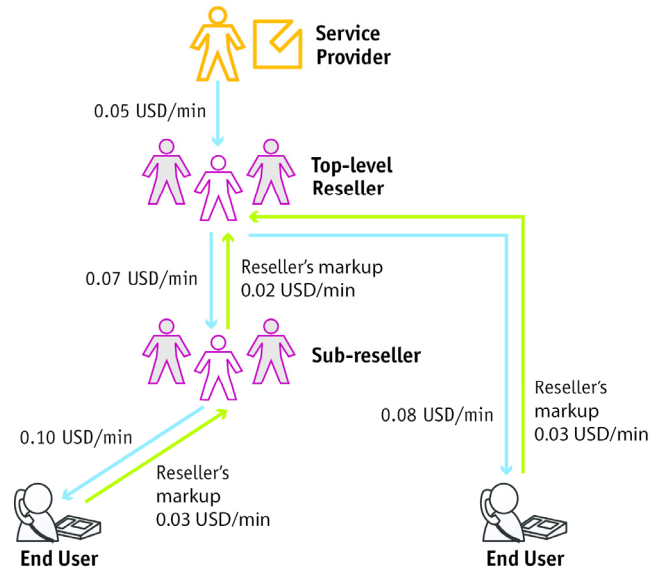 Service
Provider
0.05 USD/min
Top-level
Reseller
0.07 USD/min
Reseller's markup
0.02 USD/min
Sub-reseller
0.10 USD/min
Reseller's
markup
0.03 USD/min
0.08 USD/min
Reseller's
markup
0.03 USD/min
End User
End User